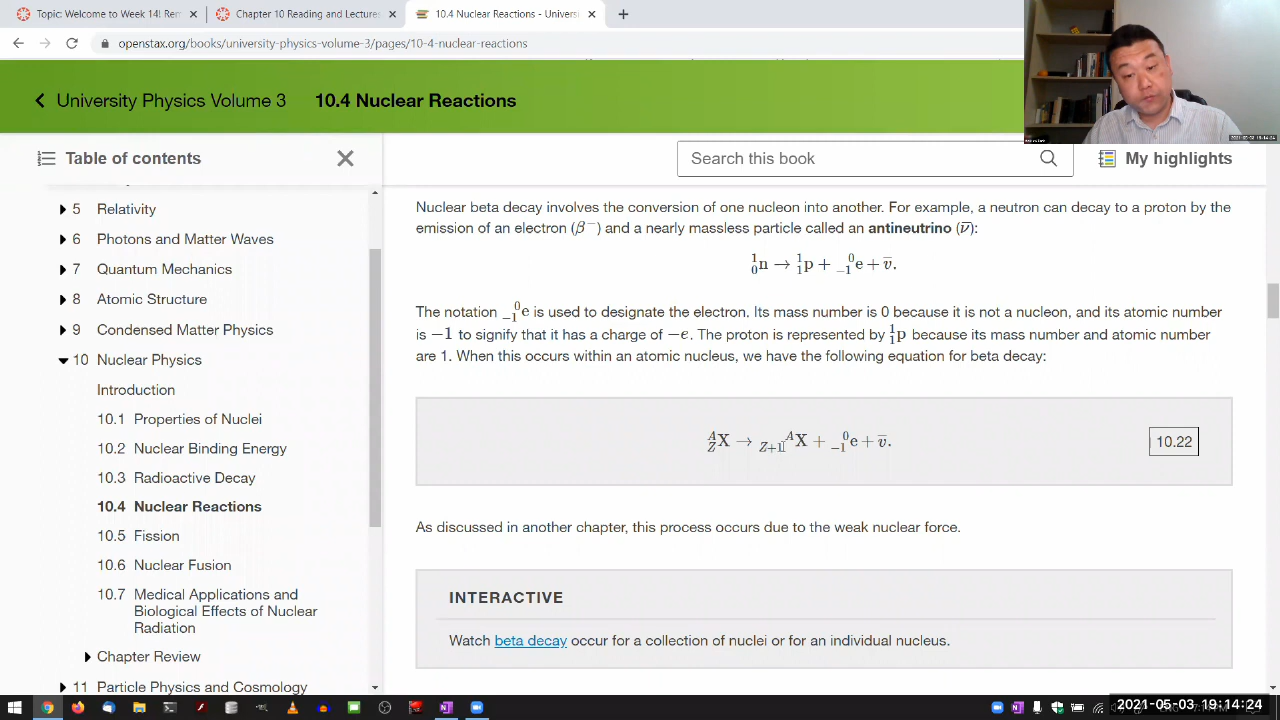 Topic: Welcome to Week 14! Rem
Chapter 10 Reading and Lectures
10.4 Nuclear Reactions - Univers
openstax.org/books/university-physics-volume-3/pages/10-4-nuclear-reactions
University Physics Volume 3
10.4 Nuclear Reactions
2021-05-03 19:14:24
Table of contents
Search this book
My highlights
5 Relativity
6 Photons and Matter Waves
7 Quantum Mechanics
8 Atomic Structure
9 Condensed Matter Physics
10 Nuclear Physics
Introduction
10.1 Properties of Nuclei
10.2 Nuclear Binding Energy
10.3 Radioactive Decay
10.4 Nuclear Reactions
10.5 Fission
10.6 Nuclear Fusion
10.7 Medical Applications and
Biological Effects of Nuclear
Radiation
Chapter Review
11 Particle Physics and Cosmology
Nuclear beta decay involves the conversion of one nucleon into another. For example, a neutron can decay to a proton by the
emission of an electron (β⁻) and a nearly massless particle called an antineutrino (ν̅):
¹₀n → ¹₁p + ⁰₋₁e + v̅.
The notation ⁰₋₁e is used to designate the electron. Its mass number is 0 because it is not a nucleon, and its atomic number
is −1 to signify that it has a charge of −e. The proton is represented by ¹₁p because its mass number and atomic number
are 1. When this occurs within an atomic nucleus, we have the following equation for beta decay:
ᴬ_Z X → ᴬ_{Z+1} X + ⁰₋₁e + v̅.
10.22
As discussed in another chapter, this process occurs due to the weak nuclear force.
INTERACTIVE
Watch beta decay occur for a collection of nuclei or for an individual nucleus.
2021-05-03 19:14:24